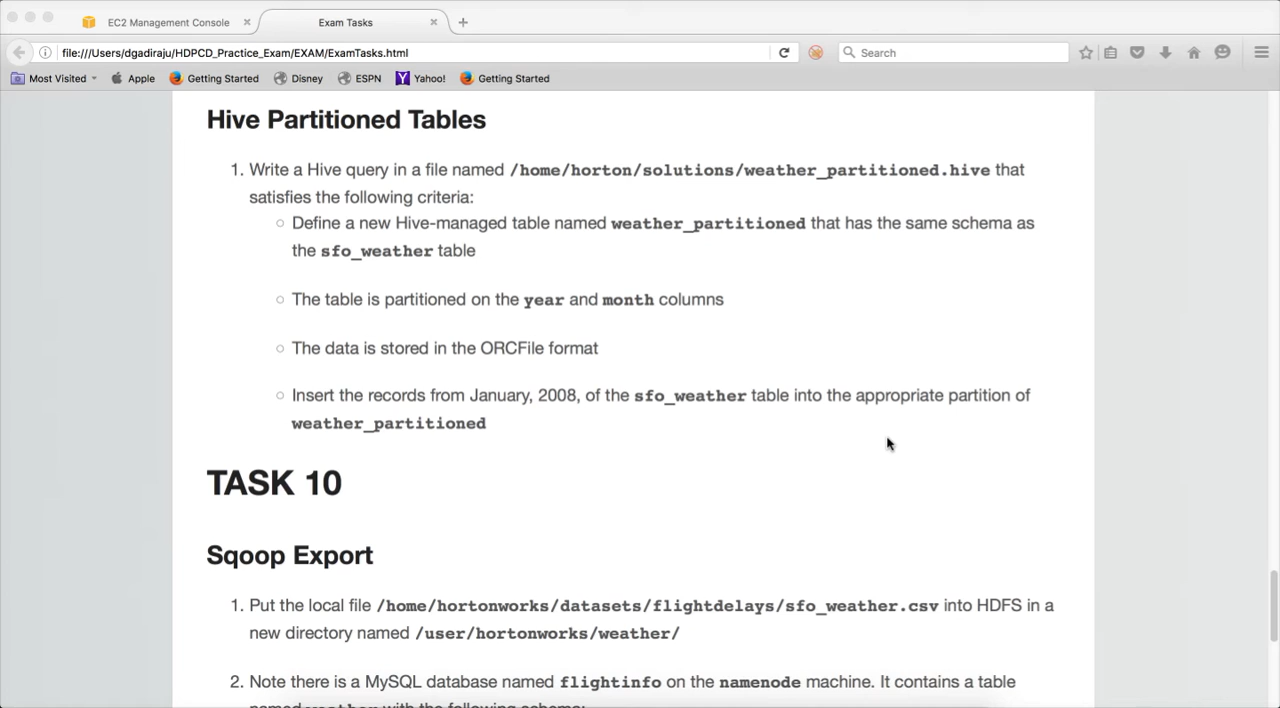 EC2 Management Console
Exam Tasks
file:///Users/dgadiraju/HDPCD_Practice_Exam/EXAM/ExamTasks.html
Search
Most Visited
Apple
Getting Started
Disney
ESPN
Yahoo!
Getting Started
Hive Partitioned Tables
1. Write a Hive query in a file named /home/horton/solutions/weather_partitioned.hive that
satisfies the following criteria:
Define a new Hive-managed table named weather_partitioned that has the same schema as
the sfo_weather table
The table is partitioned on the year and month columns
The data is stored in the ORCFile format
Insert the records from January, 2008, of the sfo_weather table into the appropriate partition of
weather_partitioned
TASK 10
Sqoop Export
1. Put the local file /home/hortonworks/datasets/flightdelays/sfo_weather.csv into HDFS in a
new directory named /user/hortonworks/weather/
2. Note there is a MySQL database named flightinfo on the namenode machine. It contains a table
named weather with the following schema: